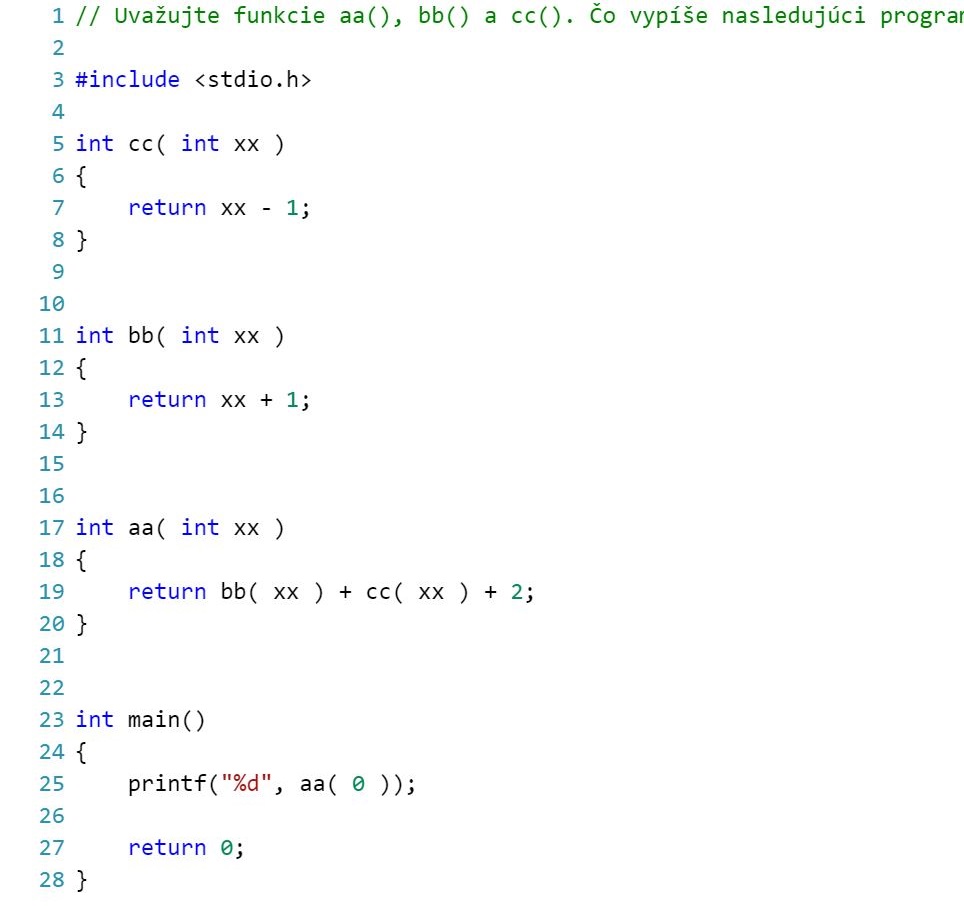 1 // Uvažujte funkcie aa(), bb() a cc(). Čo vypíše nasledujúci
2
3 #include <stdio.h>
4
5 int cc( int xx )
6 {
7     return xx - 1;
8 }
9
10
11 int bb( int xx )
12 {
13     return xx + 1;
14 }
15
16
17 int aa( int xx )
18 {
19     return bb( xx ) + cc( xx ) + 2;
20 }
21
22
23 int main()
24 {
25     printf("%d", aa( 0 ));
26
27     return 0;
28 }